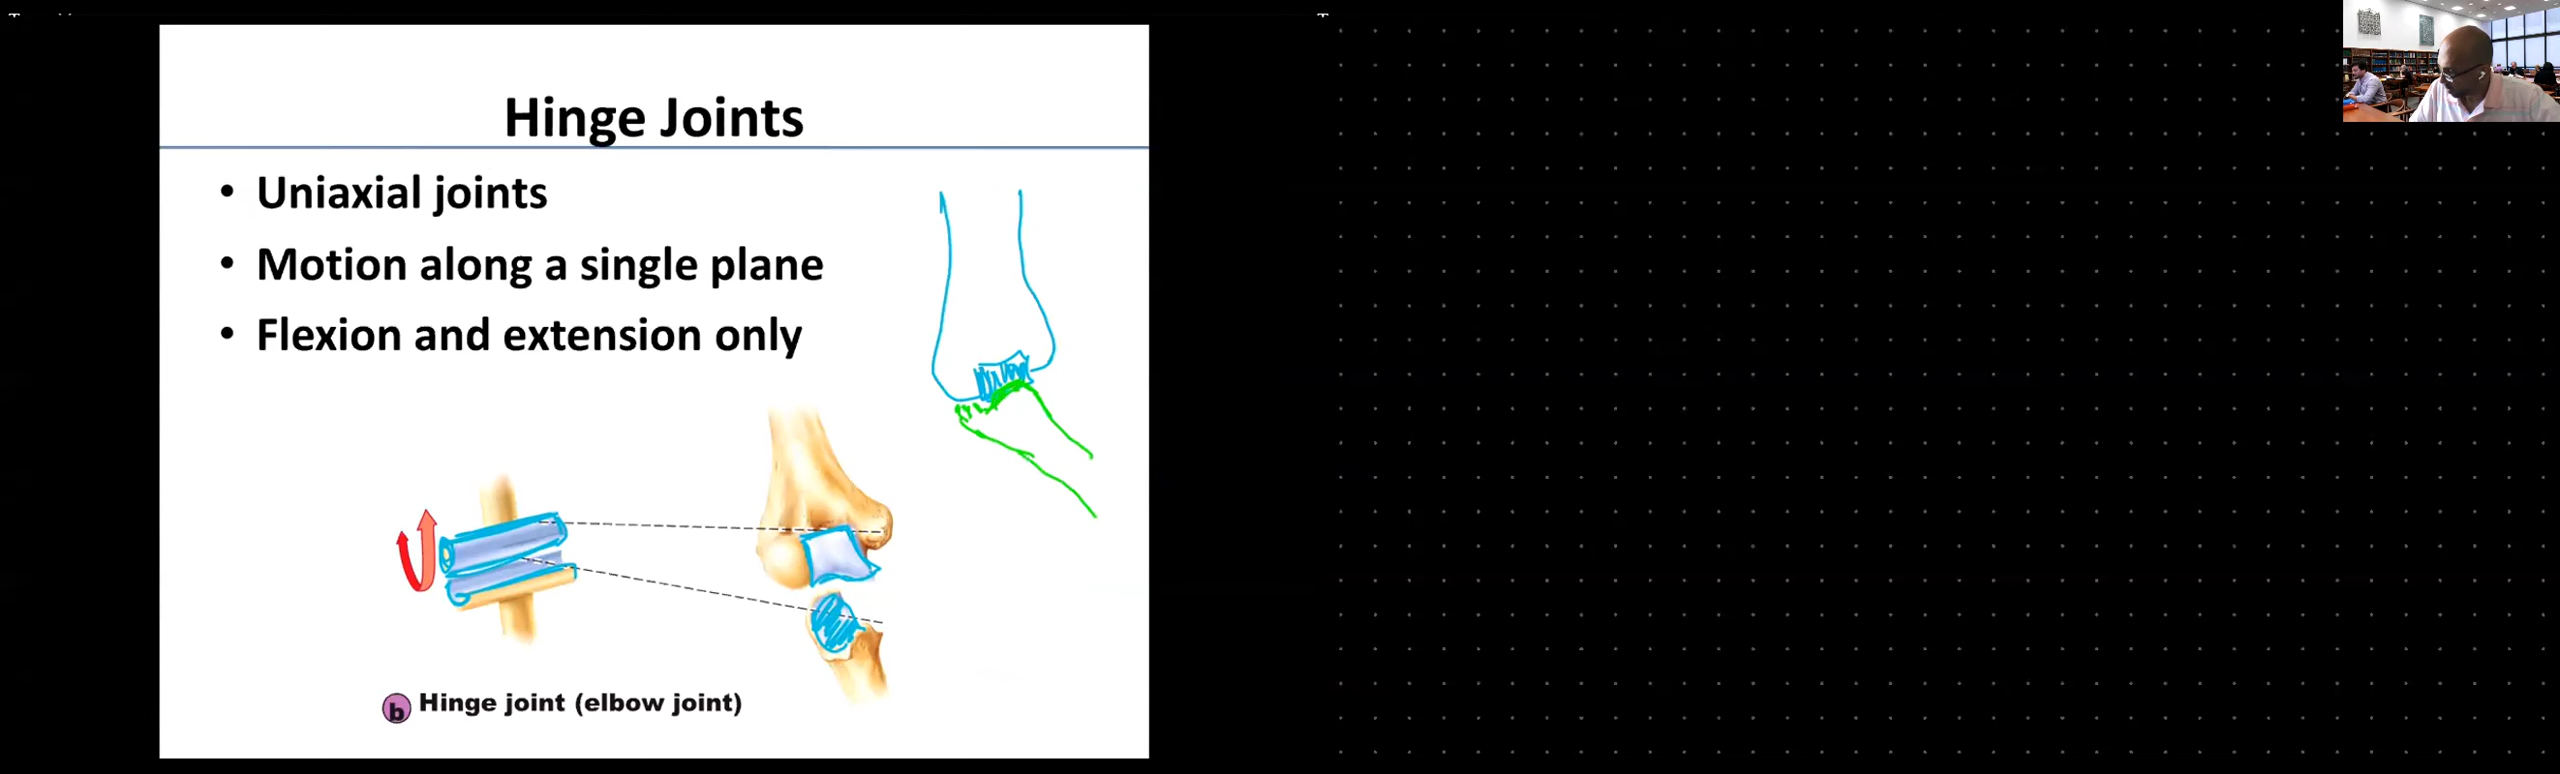 Hinge Joints
• Uniaxial joints
• Motion along a single plane
• Flexion and extension only
b Hinge joint (elbow joint)